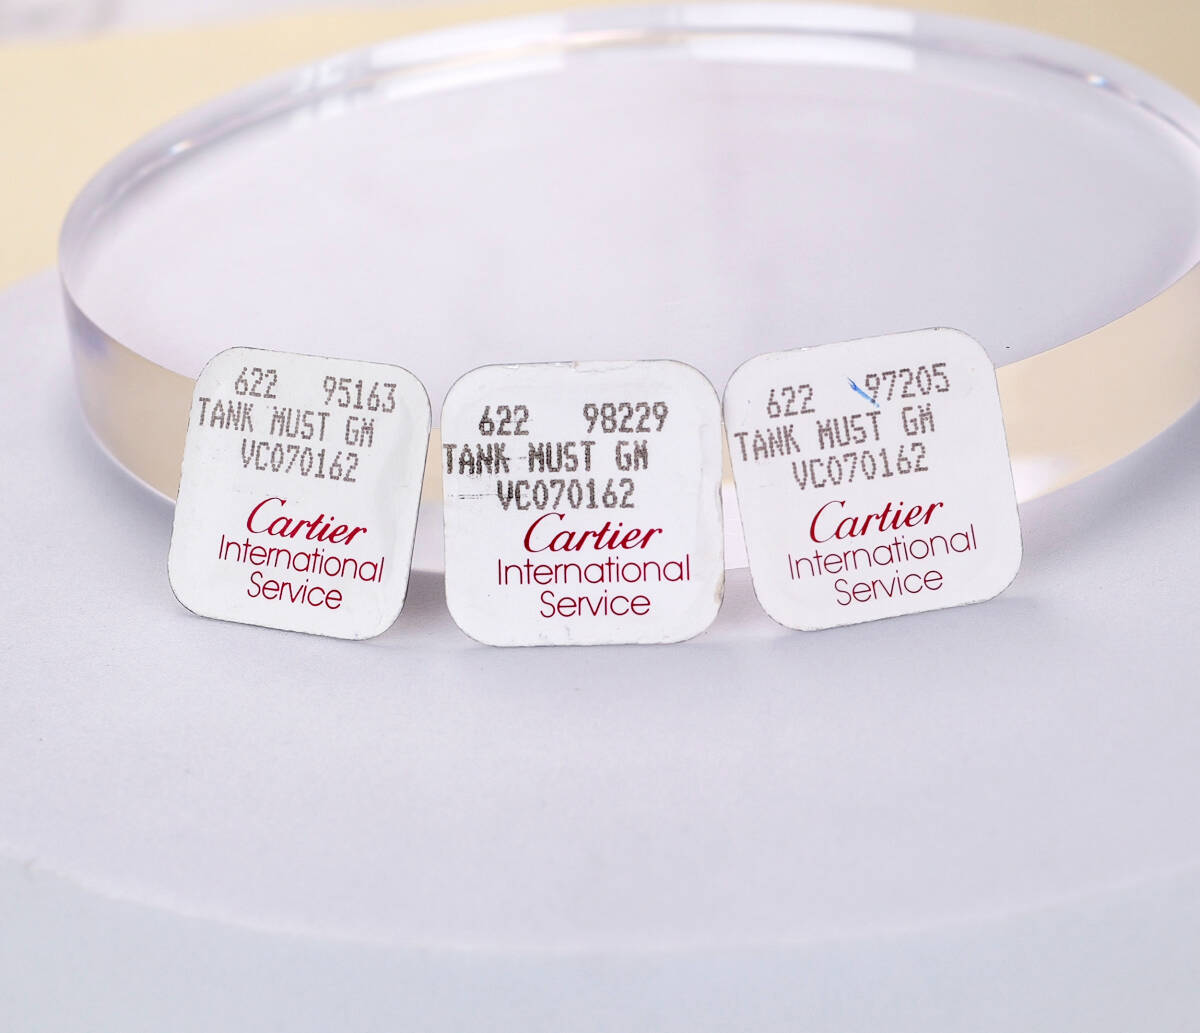 622 95163
TANK MUST GM
VC070162
Cartier
International
Service
622 98229
TANK MUST GM
VC070162
Cartier
International
Service
622 97205
TANK MUST GM
VC070162
Cartier
International
Service